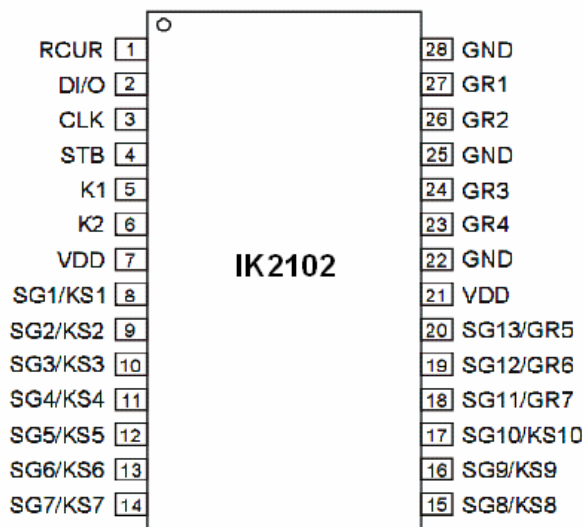 RCUR 1 28 GND
DI/O 2 27 GR1
CLK 3 26 GR2
STB 4 25 GND
K1 5 24 GR3
K2 6 23 GR4
VDD 7 IK2102 22 GND
SG1/KS1 8 21 VDD
SG2/KS2 9 20 SG13/GR5
SG3/KS3 10 19 SG12/GR6
SG4/KS4 11 18 SG11/GR7
SG5/KS5 12 17 SG10/KS10
SG6/KS6 13 16 SG9/KS9
SG7/KS7 14 15 SG8/KS8